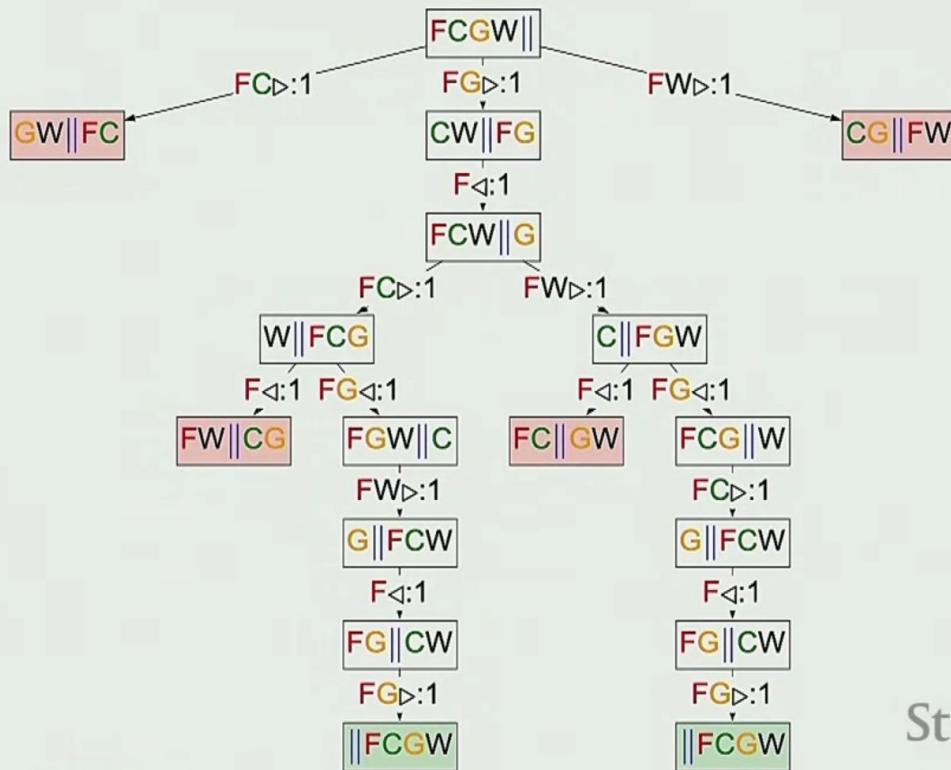 FCGW||
FC▷:1 FG▷:1 FW▷:1
GW||FC CW||FG CG||FW
F◁:1
FCW||G
FC▷:1 FW▷:1
W||FCG C||FGW
F◁:1 FG◁:1 F◁:1 FG◁:1
FW||CG FGW||C FC||GW FCG||W
FW▷:1 FC▷:1
G||FCW G||FCW
F◁:1 F◁:1
FG||CW FG||CW
FG▷:1 FG▷:1
||FCGW ||FCGW
St